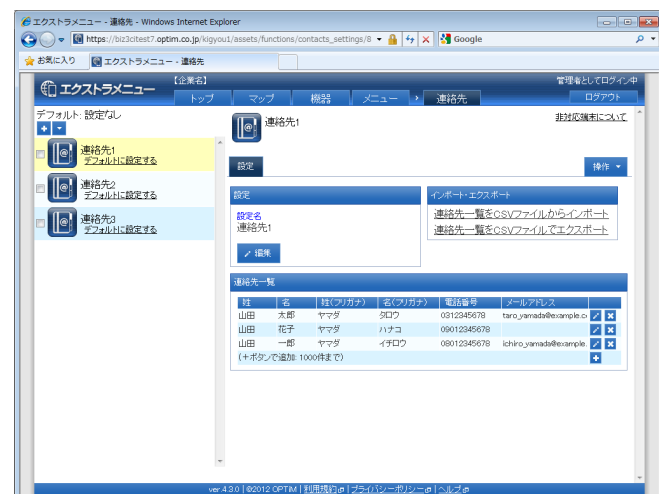 エクストラメニュー - 連絡先 - Windows Internet Explorer
https://biz3citest7.optim.co.jp/kigyou1/assets/functions/contacts_settings/8
Google
お気に入り
エクストラメニュー - 連絡先
エクストラメニュー
【企業名】
管理者としてログイン中
トップ
マップ
機器
メニュー
連絡先
ログアウト
デフォルト: 設定なし
連絡先1
デフォルトに設定する
連絡先2
デフォルトに設定する
連絡先3
デフォルトに設定する
連絡先1
非対応端末について
設定
操作
設定
設定名
連絡先1
編集
インポート・エクスポート
連絡先一覧をCSVファイルからインポート
連絡先一覧をCSVファイルでエクスポート
連絡先一覧
姓 名 姓(フリガナ) 名(フリガナ) 電話番号 メールアドレス
山田 太郎 ヤマダ タロウ 0312345678 taro_yamada@example.c
山田 花子 ヤマダ ハナコ 09012345678
山田 一郎 ヤマダ イチロウ 08012345678 ichiro_yamada@example.
(+ボタンで追加: 1000件まで)
ver.4.3.0 | ©2012 OPTiM | 利用規約 | プライバシーポリシー | ヘルプ